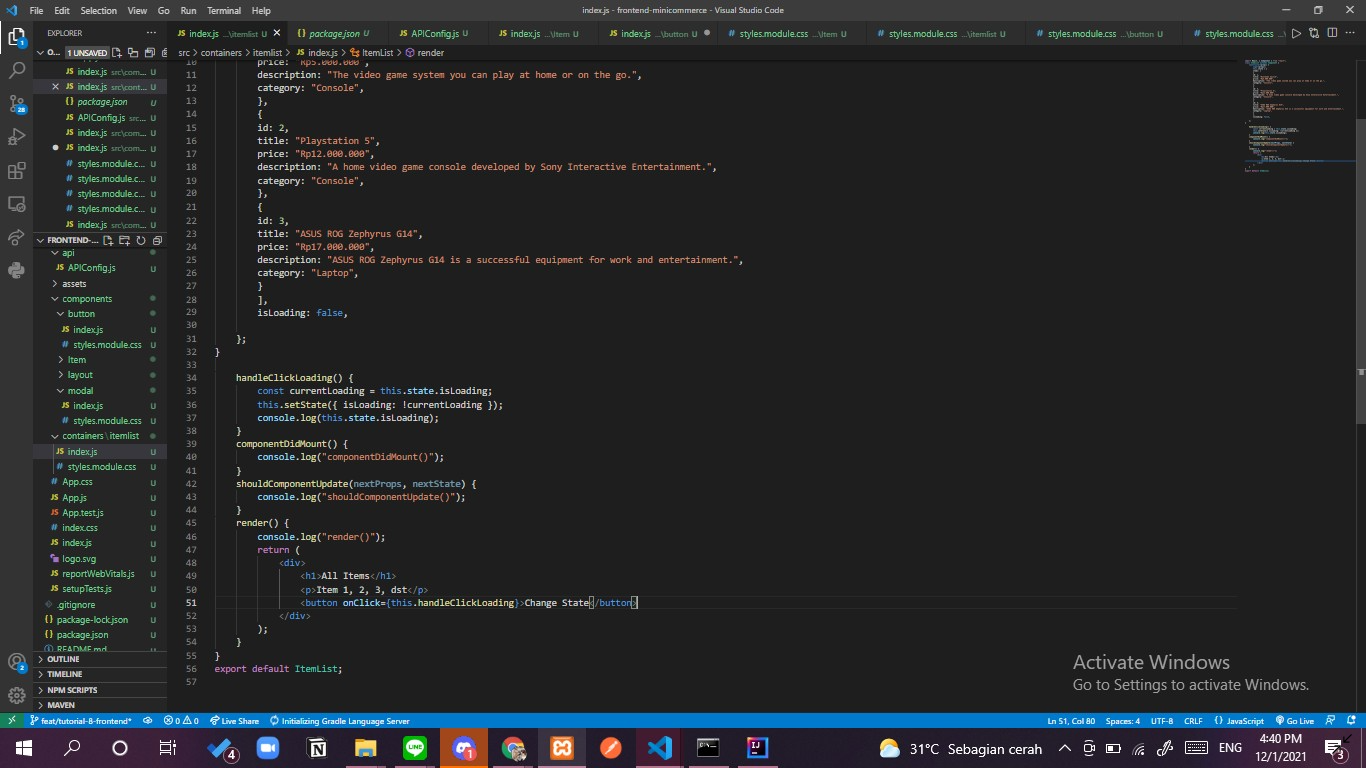 File Edit Selection View Go Run Terminal Help
index.js - frontend-minicommerce - Visual Studio Code
EXPLORER
index.js ...\itemlist U
package.json U
APIConfig.js U
index.js ...\Item U
index.js ...\button U
styles.module.css ...\Item U
styles.module.css ...\itemlist U
styles.module.css ...\button U
styles.module.css ...\
O... 1 UNSAVED
src > containers > itemlist > JS index.js > ItemList > render
JS index.js src\com... U
JS index.js src\cont... U
{} package.json U
JS APIConfig.js src... U
JS index.js src\com... U
JS index.js src\com... U
# styles.module.c... U
# styles.module.c... U
# styles.module.c... U
# styles.module.c... U
JS index.js src\com... U
FRONTEND-...
api
JS APIConfig.js U
assets
components
button
JS index.js U
# styles.module.css U
Item
layout
modal
JS index.js U
# styles.module.css U
containers\itemlist
JS index.js U
# styles.module.css U
# App.css U
JS App.js U
JS App.test.js U
# index.css U
JS index.js U
logo.svg U
JS reportWebVitals.js U
JS setupTests.js U
.gitignore U
{} package-lock.json U
{} package.json U
README.md U
OUTLINE
TIMELINE
NPM SCRIPTS
MAVEN
10 price: "Rp5.000.000",
11 description: "The video game system you can play at home or on the go.",
12 category: "Console",
13 },
14 {
15 id: 2,
16 title: "Playstation 5",
17 price: "Rp12.000.000",
18 description: "A home video game console developed by Sony Interactive Entertainment.",
19 category: "Console",
20 },
21 {
22 id: 3,
23 title: "ASUS ROG Zephyrus G14",
24 price: "Rp17.000.000",
25 description: "ASUS ROG Zephyrus G14 is a successful equipment for work and entertainment.",
26 category: "Laptop",
27 }
28 ],
29 isLoading: false,
30
31 };
32 }
33
34 handleClickLoading() {
35 const currentLoading = this.state.isLoading;
36 this.setState({ isLoading: !currentLoading });
37 console.log(this.state.isLoading);
38 }
39 componentDidMount() {
40 console.log("componentDidMount()");
41 }
42 shouldComponentUpdate(nextProps, nextState) {
43 console.log("shouldComponentUpdate()");
44 }
45 render() {
46 console.log("render()");
47 return (
48 <div>
49 <h1>All Items</h1>
50 <p>Item 1, 2, 3, dst</p>
51 <button onClick={this.handleClickLoading}>Change State</button>
52 </div>
53 );
54 }
55 }
56 export default ItemList;
57
Activate Windows
Go to Settings to activate Windows.
feat/tutorial-8-frontend* 0 0 Live Share Initializing Gradle Language Server
Ln 51, Col 80 Spaces: 4 UTF-8 CRLF {} JavaScript Go Live
31°C Sebagian cerah ENG
4:40 PM
12/1/2021